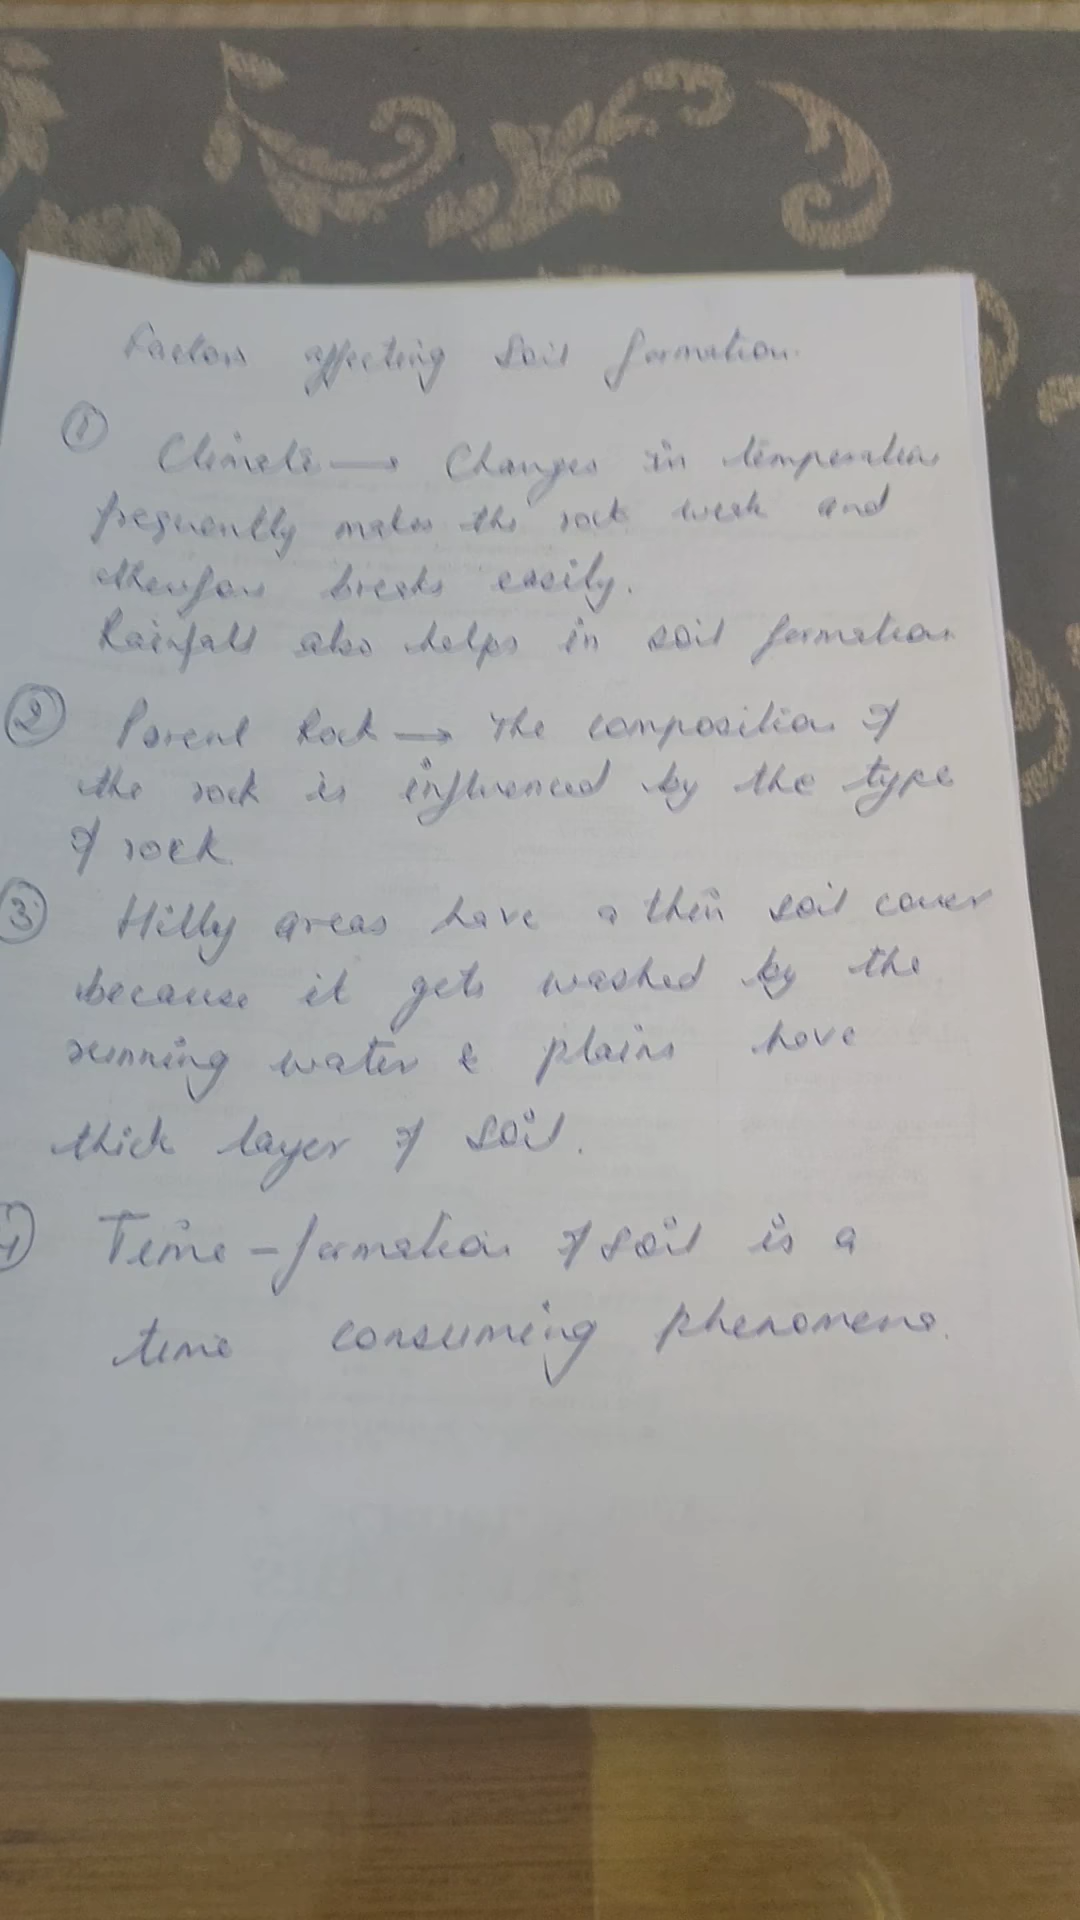 Factors affecting Soil formation.
①
Climate → Changes in temperature
frequently makes the rock weak and
therefore breaks easily.
Rainfall also helps in soil formation
② Parent Rock → The composition of
the rock is influenced by the type
of rock
③ Hilly areas have a thin soil cover
because it gets washed by the
running water & plains have
thick layer of soil.
④ Time - formation of soil is a
time consuming phenomena.